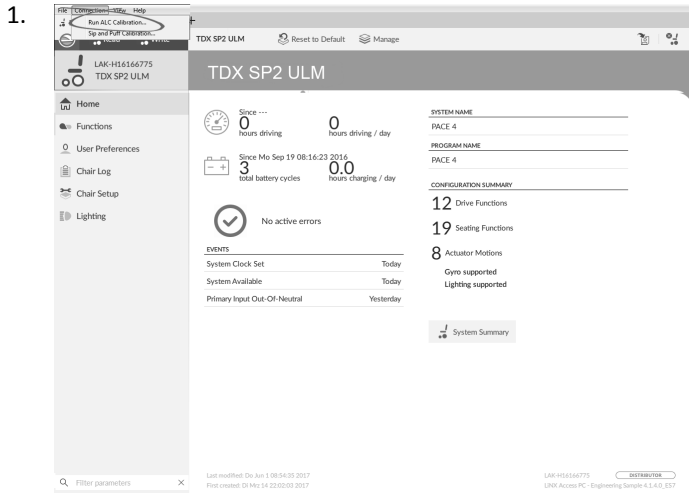 1.
File Connection View Help
Run ALC Calibration...
Sip and Puff Calibration...
+
TDX SP2 ULM
Reset to Default
Manage
LAK-H16166775
TDX SP2 ULM
TDX SP2 ULM
Home
Functions
User Preferences
Chair Log
Chair Setup
Lighting
Since ---
0
hours driving
0
hours driving / day
Since Mo Sep 19 08:16:23 2016
3
total battery cycles
0.0
hours charging / day
No active errors
EVENTS
System Clock Set Today
System Available Today
Primary Input Out-Of-Neutral Yesterday
SYSTEM NAME
PACE 4
PROGRAM NAME
PACE 4
CONFIGURATION SUMMARY
12 Drive Functions
19 Seating Functions
8 Actuator Motions
Gyro supported
Lighting supported
System Summary
Filter parameters
Last modified: Do Jun 1 08:54:35 2017
First created: Di Mrz 14 22:02:03 2017
LAK-H16166775 DISTRIBUTOR
LiNX Access PC - Engineering Sample 4.1.4.0_ES7